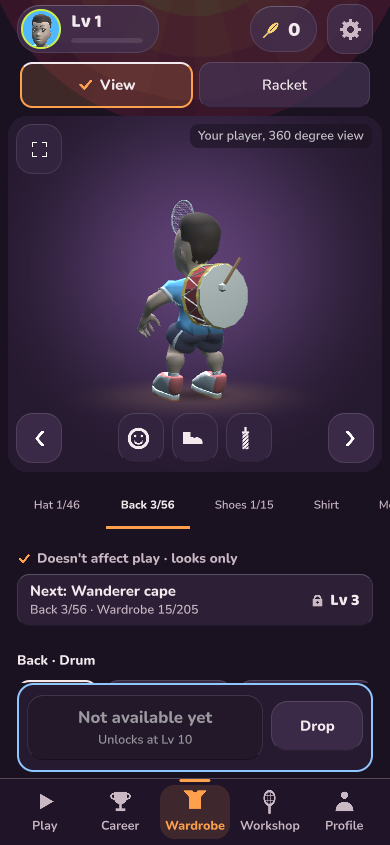 Lv 1
0
View
Racket
Your player, 360 degree view
Hat 1/46
Back 3/56
Shoes 1/15
Shirt
Doesn't affect play - looks only
Next: Wanderer cape
Back 3/56 · Wardrobe 15/205
Lv 3
Back · Drum
Not available yet
Unlocks at Lv 10
Drop
Play
Career
Wardrobe
Workshop
Profile